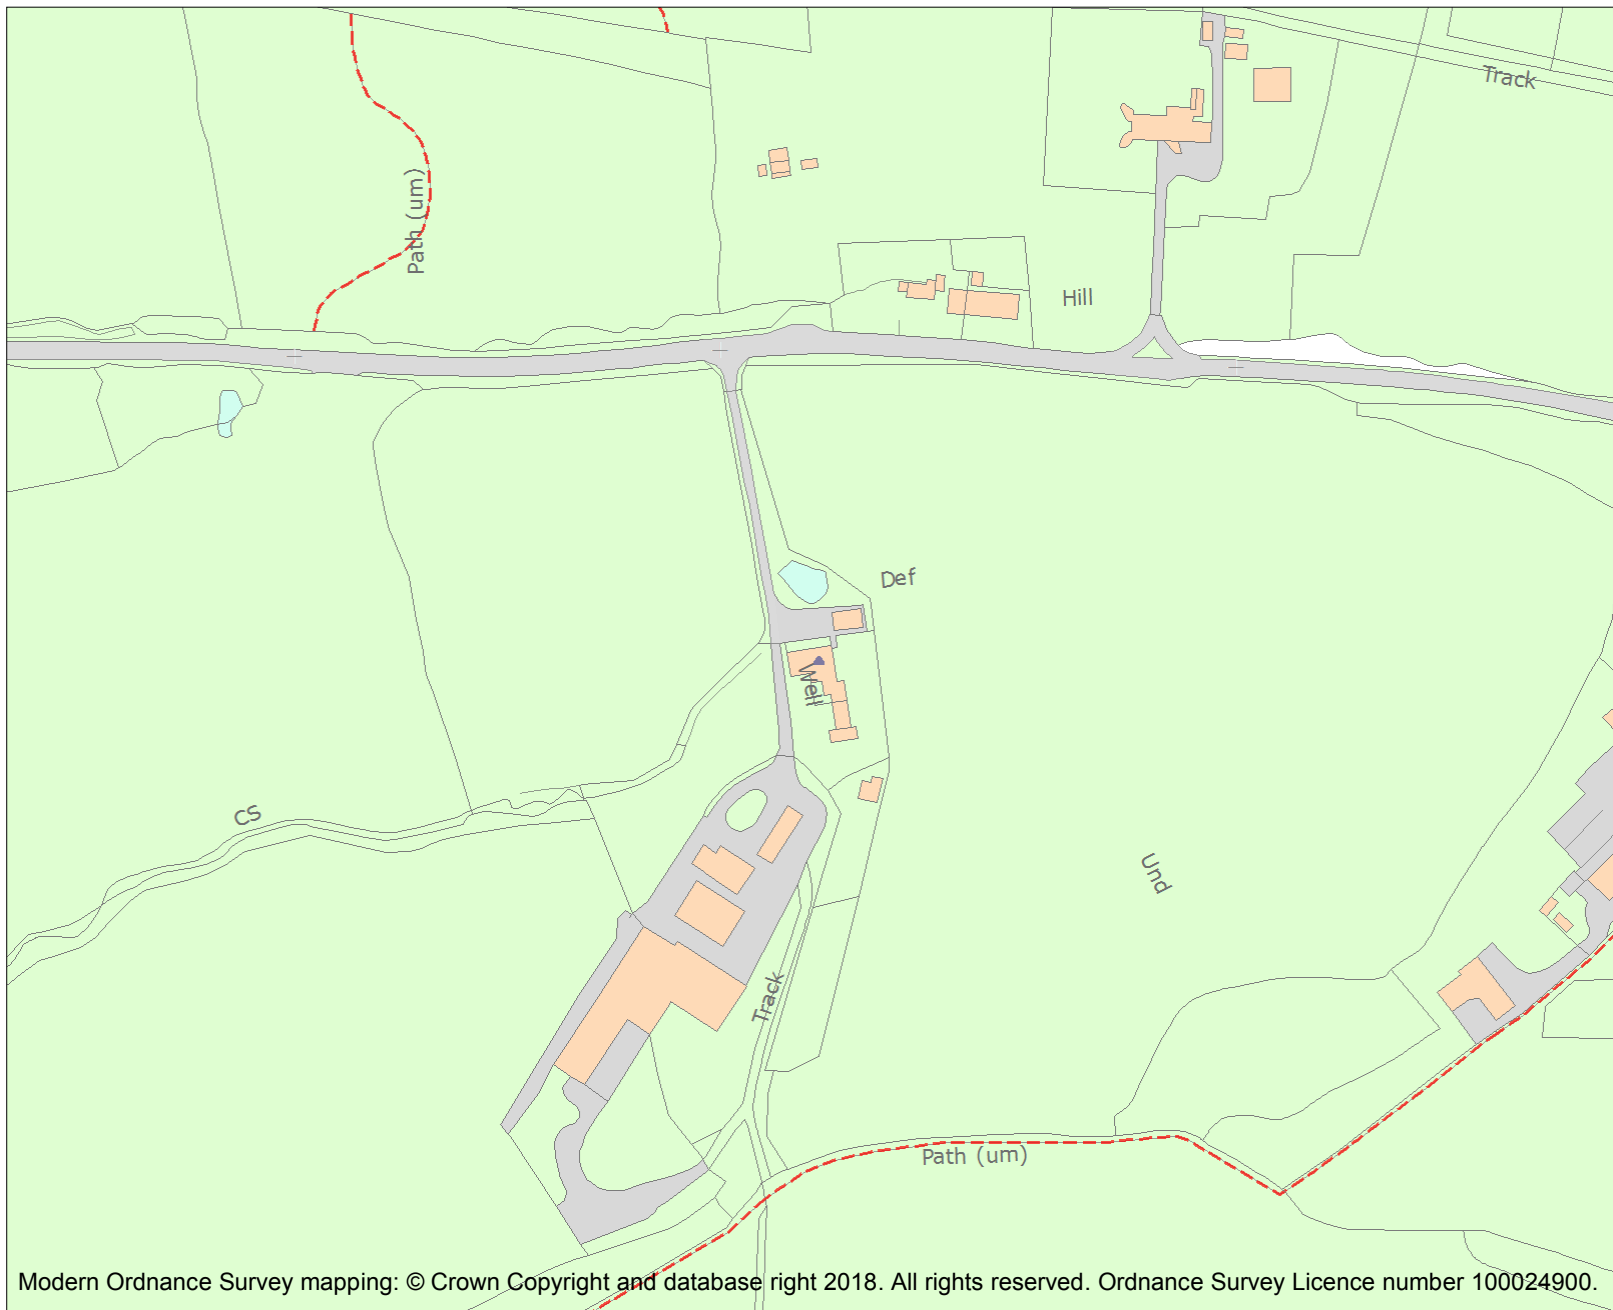 Track
Path (um)
Hill
Def
Well
CS
Und
Track
Path (um)
Modern Ordnance Survey mapping: © Crown Copyright and database right 2018. All rights reserved. Ordnance Survey Licence number 100024900.